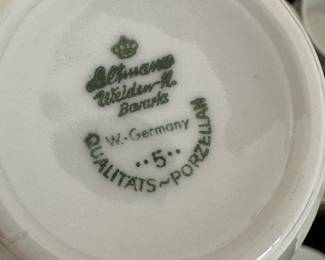 Seltmann
Weiden-K.
Bavaria
W.-Germany
..5..
QUALITÄTS~PORZELLAN